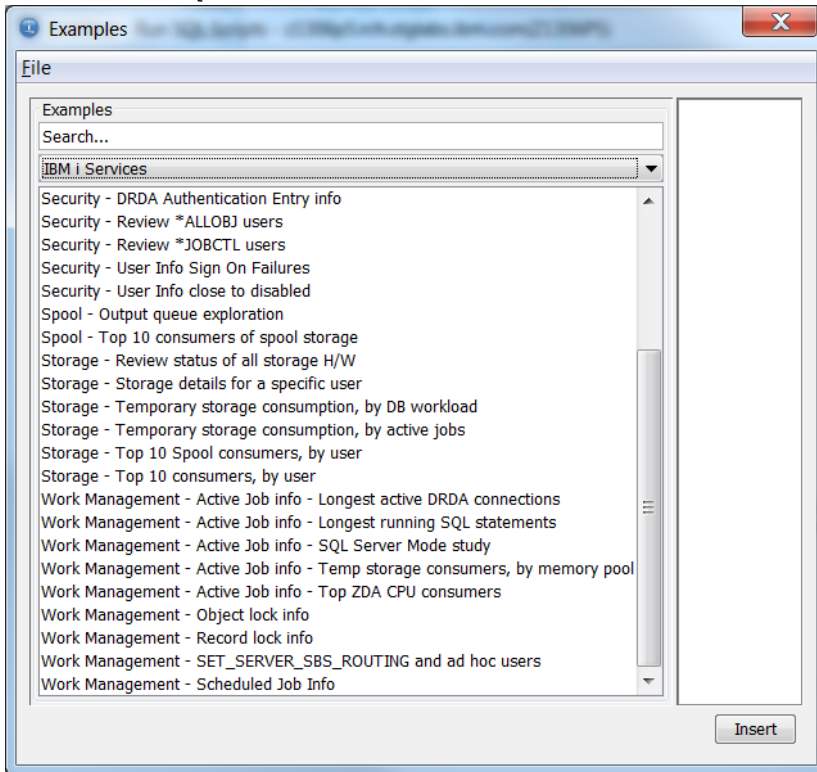 Examples
File
Examples
Search...
IBM i Services
Security - DRDA Authentication Entry info
Security - Review *ALLOBJ users
Security - Review *JOBCTL users
Security - User Info Sign On Failures
Security - User Info close to disabled
Spool - Output queue exploration
Spool - Top 10 consumers of spool storage
Storage - Review status of all storage H/W
Storage - Storage details for a specific user
Storage - Temporary storage consumption, by DB workload
Storage - Temporary storage consumption, by active jobs
Storage - Top 10 Spool consumers, by user
Storage - Top 10 consumers, by user
Work Management - Active Job info - Longest active DRDA connections
Work Management - Active Job info - Longest running SQL statements
Work Management - Active Job info - SQL Server Mode study
Work Management - Active Job info - Temp storage consumers, by memory pool
Work Management - Active Job info - Top ZDA CPU consumers
Work Management - Object lock info
Work Management - Record lock info
Work Management - SET_SERVER_SBS_ROUTING and ad hoc users
Work Management - Scheduled Job Info
Insert